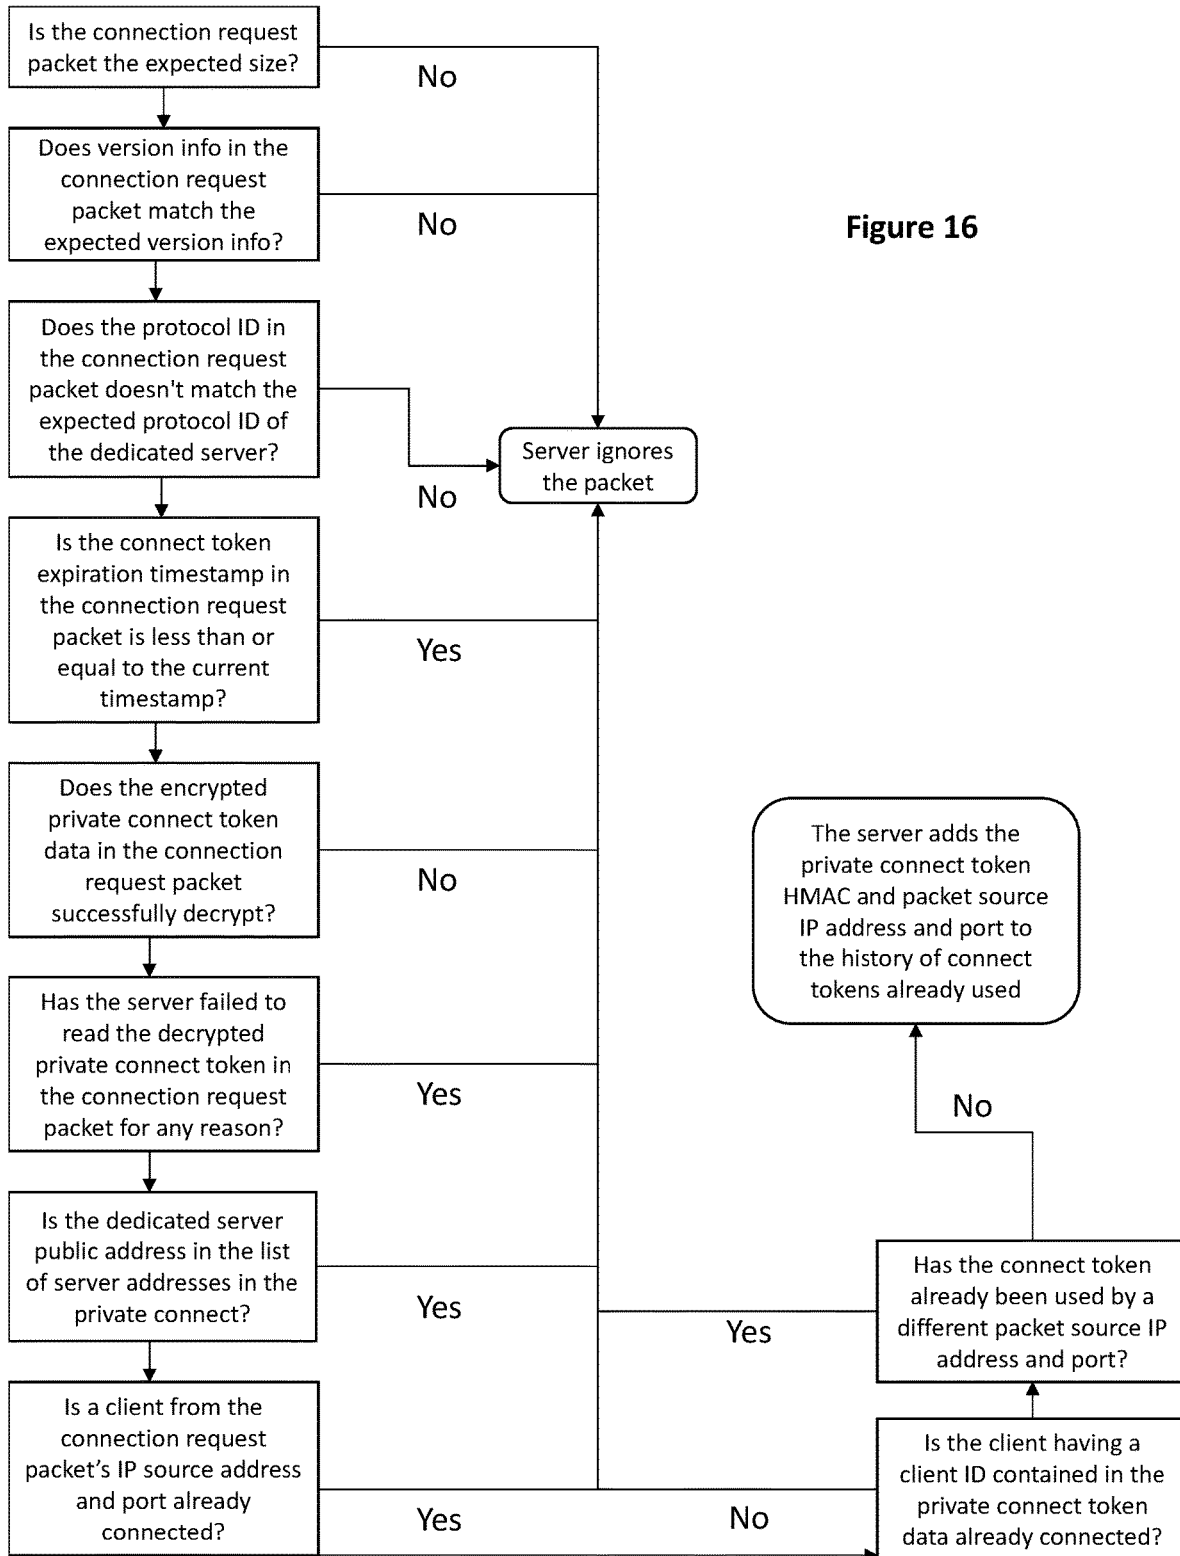 Is the connection request
packet the expected size?
No
Does version info in the
connection request
packet match the
expected version info?
No
Figure 16
Does the protocol ID in
the connection request
packet doesn't match the
expected protocol ID of
the dedicated server?
No
Server ignores
the packet
Is the connect token
expiration timestamp in
the connection request
packet is less than or
equal to the current
timestamp?
Yes
Does the encrypted
private connect token
data in the connection
request packet
successfully decrypt?
No
The server adds the
private connect token
HMAC and packet source
IP address and port to
the history of connect
tokens already used
Has the server failed to
read the decrypted
private connect token in
the connection request
packet for any reason?
Yes
No
Is the dedicated server
public address in the list
of server addresses in the
private connect?
Yes
Yes
Has the connect token
already been used by a
different packet source IP
address and port?
Is a client from the
connection request
packet's IP source address
and port already
connected?
Yes
No
Is the client having a
client ID contained in the
private connect token
data already connected?